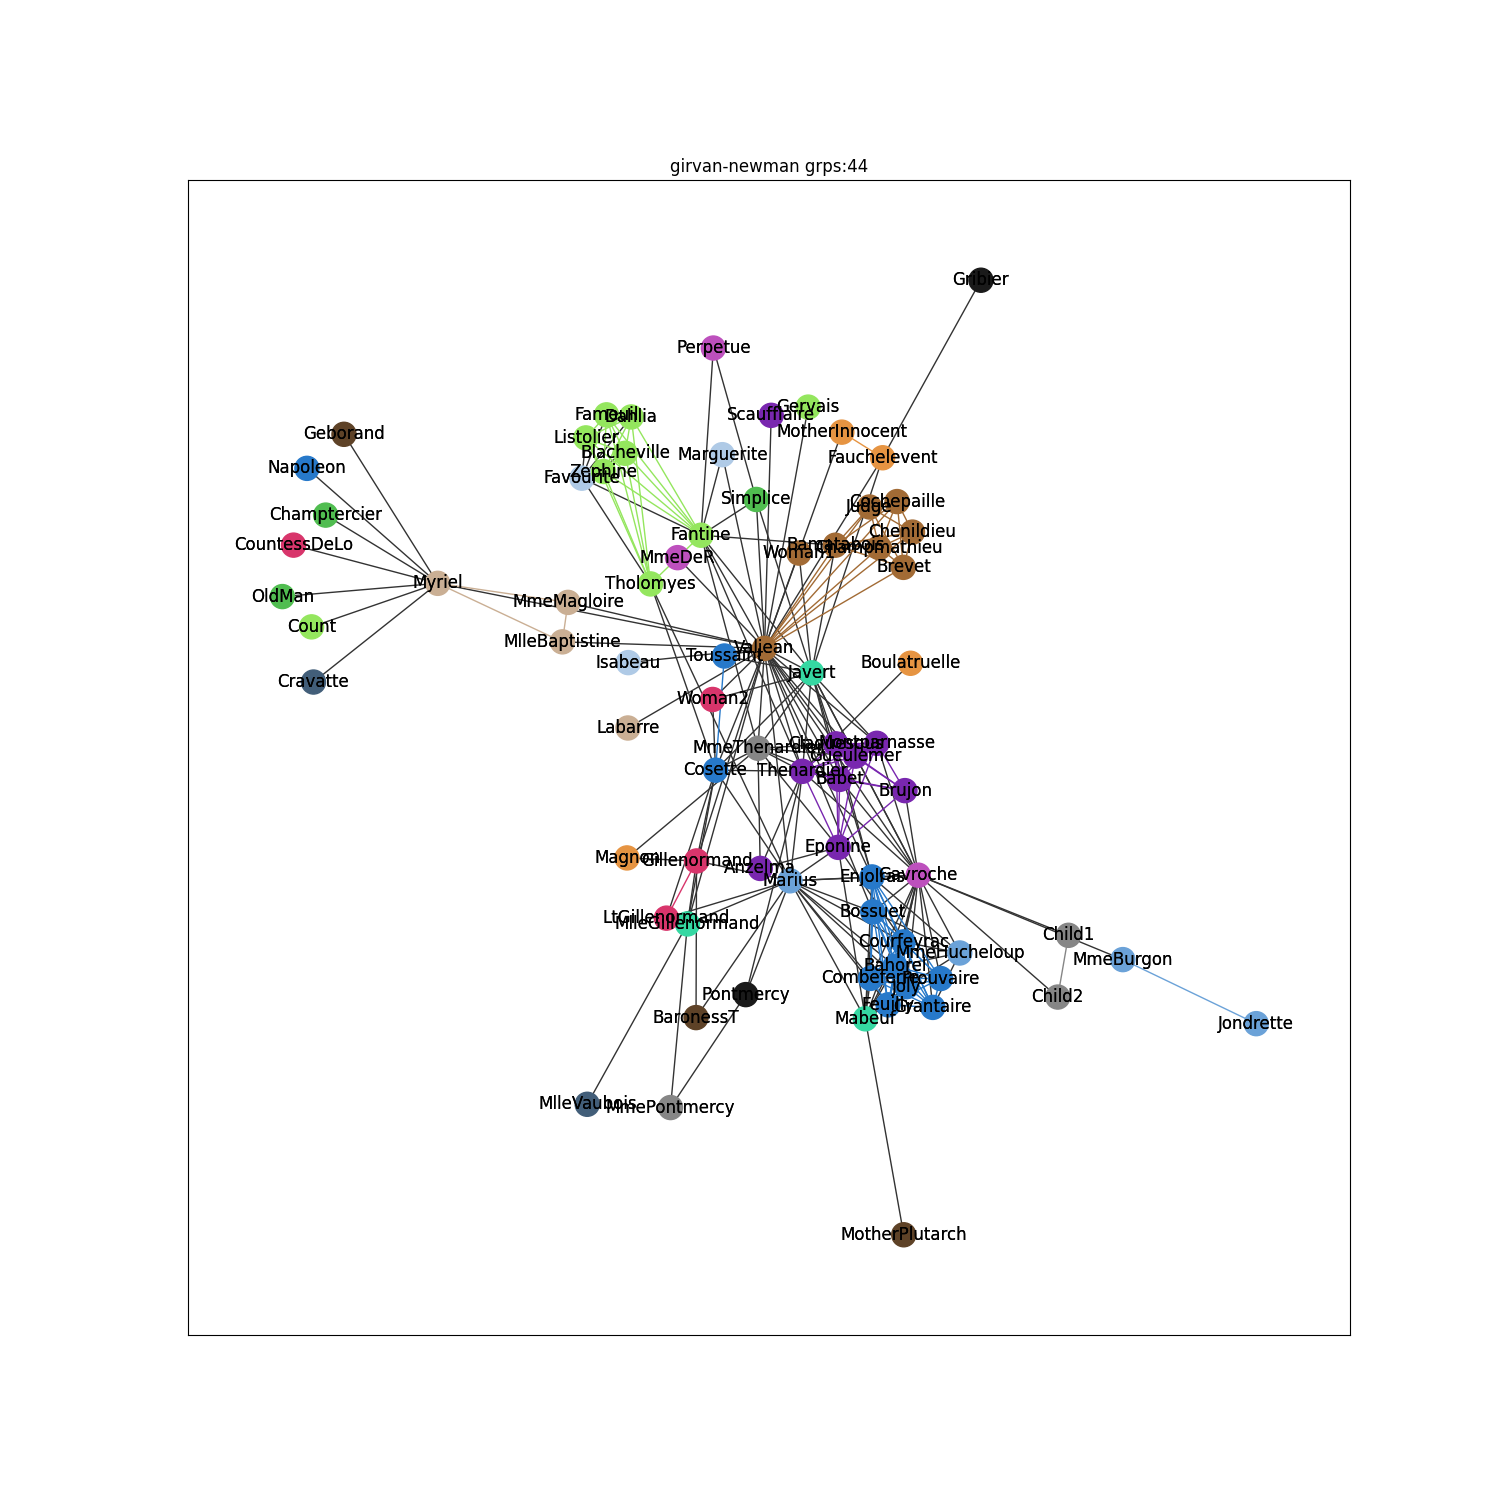 girvan-newman grps:44
Gribier
Perpetue
Gervais
Scaufflaire
Fameuil
Dahlia
MotherInnocent
Geborand
Listolier
Blacheville
Marguerite
Fauchelevent
Napoleon
Zephine
Favourite
Simplice
Cochepaille
Judge
Champtercier
Fantine
Chenildieu
CountessDeLo
Bamatabois
Champmathieu
Woman1
MmeDeR
Brevet
Myriel
Tholomyes
OldMan
MmeMagloire
Count
MlleBaptistine
Valjean
Toussaint
Isabeau
Boulatruelle
Javert
Cravatte
Woman2
Labarre
MmeThenardier
Claquesous
Montparnasse
Gueulemer
Cosette
Thenardier
Babet
Brujon
Eponine
Magnon
Gillenormand
Anzelma
Marius
Enjolras
Gavroche
Bossuet
LtGillenormand
MlleGillenormand
Child1
Courfeyrac
MmeHucheloup
MmeBurgon
Bahorel
Combeferre
Prouvaire
Joly
Pontmercy
Child2
Feuilly
Grantaire
BaronessT
Mabeuf
Jondrette
MlleVaubois
MmePontmercy
MotherPlutarch